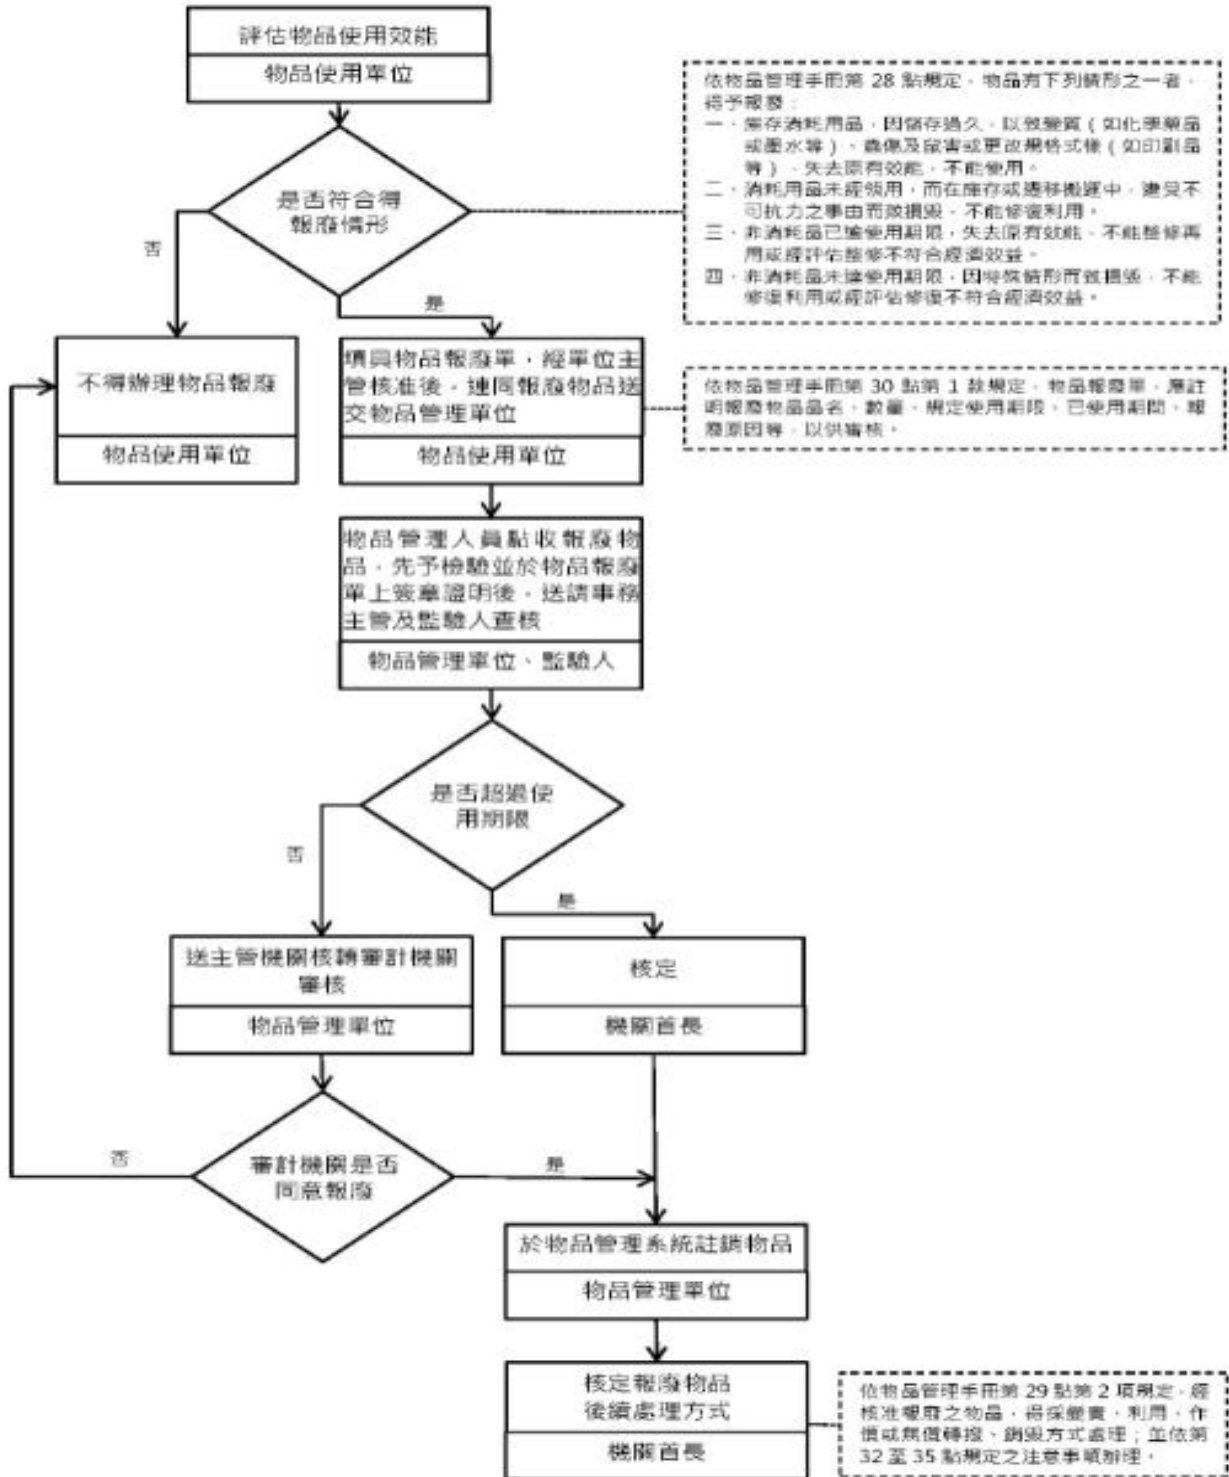 評估物品使用效能
物品使用單位
依物品管理手冊第 28 點規定，物品有下列情形之一者，
得予報廢：
一、庫存消耗用品，因儲存過久，以致變質（如化學藥品
或墨水等）、蟲傷及鼠害或更改規格式樣（如印刷品
等），失去原有效能，不能使用。
二、消耗用品未經領用，而在庫存或遷移搬運中，遭受不
可抗力之事由而致損毀，不能修復利用。
三、非消耗品已逾使用期限，失去原有效能，不能整修再
用或經評估整修不符合經濟效益。
四、非消耗品未達使用期限，因特殊情形而致損毀，不能
修復利用或經評估修復不符合經濟效益。
是否符合得
報廢情形
否
是
不得辦理物品報廢
物品使用單位
填具物品報廢單，經單位主
管核准後，連同報廢物品送
交物品管理單位
物品使用單位
依物品管理手冊第 30 點第 1 款規定，物品報廢單，應註
明報廢物品品名、數量、規定使用期限、已使用期間、報
廢原因等，以供審核。
物品管理人員點收報廢物
品，先予檢驗並於物品報廢
單上簽章證明後，送請事務
主管及監驗人查核
物品管理單位、監驗人
是否超過使
用期限
否
是
送主管機關核轉審計機關
審核
物品管理單位
核定
機關首長
審計機關是否
同意報廢
否
是
於物品管理系統註銷物品
物品管理單位
核定報廢物品
後續處理方式
機關首長
依物品管理手冊第 29 點第 2 項規定，經
核准報廢之物品，得採變賣、利用、作
價或無償轉撥、銷毀方式處理；並依第
32 至 35 點規定之注意事項辦理。